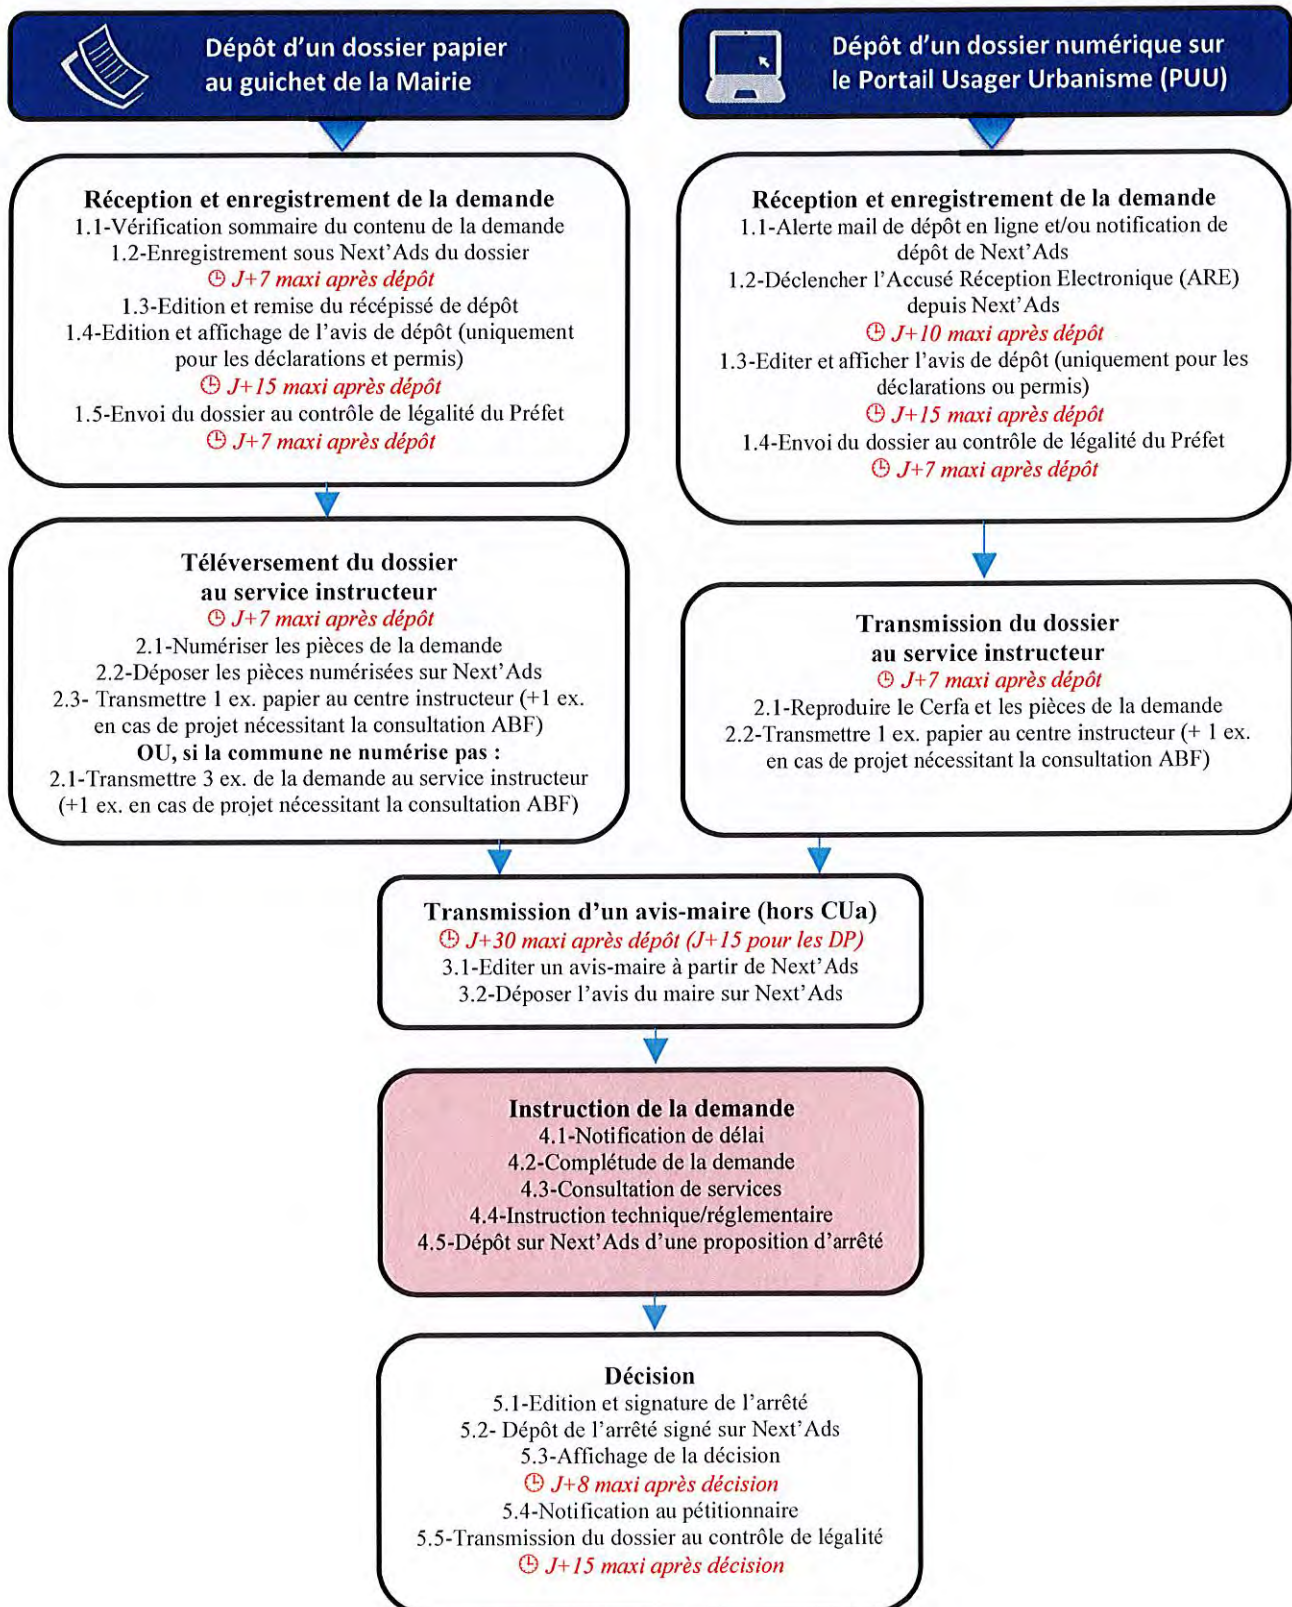 Dépôt d'un dossier papier
au guichet de la Mairie
Dépôt d'un dossier numérique sur
le Portail Usager Urbanisme (PUU)
Réception et enregistrement de la demande
1.1-Vérification sommaire du contenu de la demande
1.2-Enregistrement sous Next'Ads du dossier
J+7 maxi après dépôt
1.3-Edition et remise du récépissé de dépôt
1.4-Edition et affichage de l'avis de dépôt (uniquement
pour les déclarations et permis)
J+15 maxi après dépôt
1.5-Envoi du dossier au contrôle de légalité du Préfet
J+7 maxi après dépôt
Réception et enregistrement de la demande
1.1-Alerte mail de dépôt en ligne et/ou notification de
dépôt de Next'Ads
1.2-Déclencher l'Accusé Réception Electronique (ARE)
depuis Next'Ads
J+10 maxi après dépôt
1.3-Editer et afficher l'avis de dépôt (uniquement pour les
déclarations ou permis)
J+15 maxi après dépôt
1.4-Envoi du dossier au contrôle de légalité du Préfet
J+7 maxi après dépôt
Téléversement du dossier
au service instructeur
J+7 maxi après dépôt
2.1-Numériser les pièces de la demande
2.2-Déposer les pièces numérisées sur Next'Ads
2.3- Transmettre 1 ex. papier au centre instructeur (+1 ex.
en cas de projet nécessitant la consultation ABF)
OU, si la commune ne numérise pas :
2.1-Transmettre 3 ex. de la demande au service instructeur
(+1 ex. en cas de projet nécessitant la consultation ABF)
Transmission du dossier
au service instructeur
J+7 maxi après dépôt
2.1-Reproduire le Cerfa et les pièces de la demande
2.2-Transmettre 1 ex. papier au centre instructeur (+ 1 ex.
en cas de projet nécessitant la consultation ABF)
Transmission d'un avis-maire (hors CUa)
J+30 maxi après dépôt (J+15 pour les DP)
3.1-Editer un avis-maire à partir de Next'Ads
3.2-Déposer l'avis du maire sur Next'Ads
Instruction de la demande
4.1-Notification de délai
4.2-Complétude de la demande
4.3-Consultation de services
4.4-Instruction technique/réglementaire
4.5-Dépôt sur Next'Ads d'une proposition d'arrêté
Décision
5.1-Edition et signature de l'arrêté
5.2- Dépôt de l'arrêté signé sur Next'Ads
5.3-Affichage de la décision
J+8 maxi après décision
5.4-Notification au pétitionnaire
5.5-Transmission du dossier au contrôle de légalité
J+15 maxi après décision